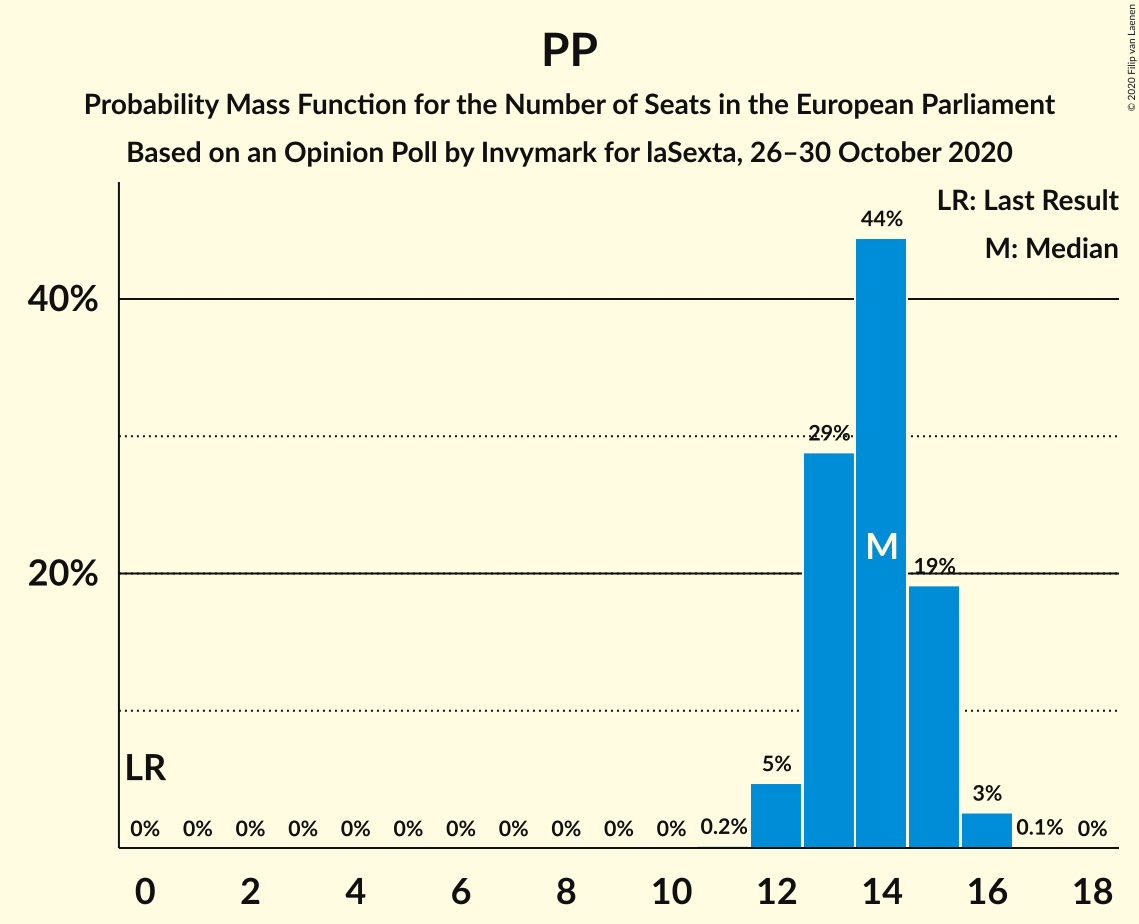 PP
Probability Mass Function for the Number of Seats in the European Parliament
Based on an Opinion Poll by Invymark for laSexta, 26–30 October 2020
© 2020 Filip van Laenen
LR: Last Result
M: Median
44%
40%
29%
M
20%
19%
LR
5%
3%
0% 0% 0% 0% 0% 0% 0% 0% 0% 0% 0% 0.2% 0.1% 0%
0 2 4 6 8 10 12 14 16 18